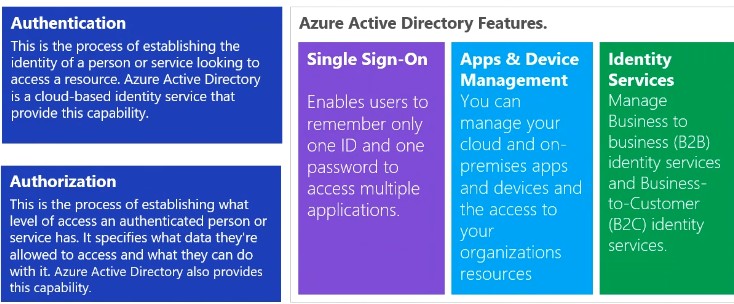 Authentication
This is the process of establishing the
identity of a person or service looking to
access a resource. Azure Active Directory
is a cloud-based identity service that
provide this capability.
Authorization
This is the process of establishing what
level of access an authenticated person or
service has. It specifies what data they're
allowed to access and what they can do
with it. Azure Active Directory also provides
this capability.
Azure Active Directory Features.
Single Sign-On
Enables users to
remember only
one ID and one
password to
access multiple
applications.
Apps & Device
Management
You can
manage your
cloud and on-
premises apps
and devices and
the access to
your
organizations
resources
Identity
Services
Manage
Business to
business (B2B)
identity services
and Business-
to-Customer
(B2C) identity
services.